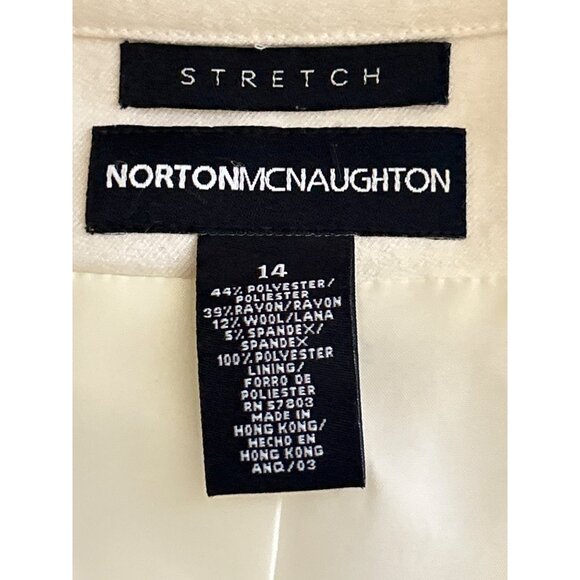 STRETCH
NORTONMCNAUGHTON
14
44% POLYESTER/
POLIESTER
39% RAYON/RAYON
12% WOOL/LANA
5% SPANDEX/
SPANDEX
100% POLYESTER
LINING/
FORRO DE
POLIESTER
RN 57803
MADE IN
HONG KONG/
HECHO EN
HONG KONG
ANQ/03